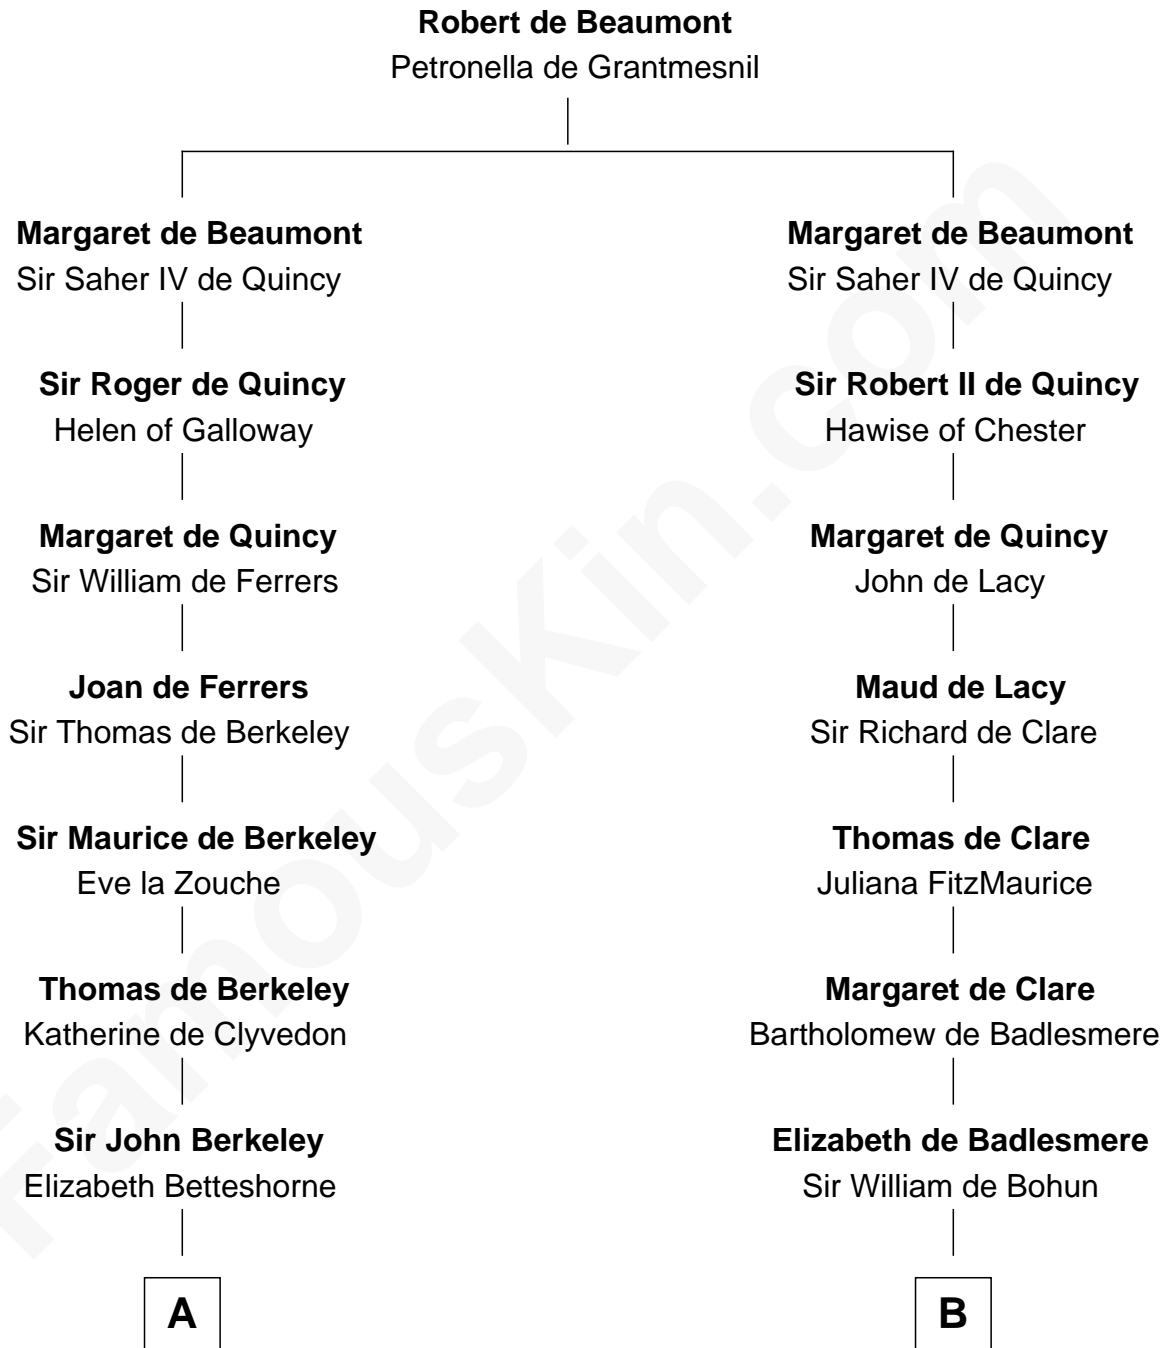 Robert de Beaumont
Petronella de Grantmesnil
Margaret de Beaumont
Sir Saher IV de Quincy
Margaret de Beaumont
Sir Saher IV de Quincy
Sir Roger de Quincy
Helen of Galloway
Sir Robert II de Quincy
Hawise of Chester
Margaret de Quincy
Sir William de Ferrers
Margaret de Quincy
John de Lacy
Joan de Ferrers
Sir Thomas de Berkeley
Maud de Lacy
Sir Richard de Clare
Sir Maurice de Berkeley
Eve la Zouche
Thomas de Clare
Juliana FitzMaurice
Thomas de Berkeley
Katherine de Clyvedon
Margaret de Clare
Bartholomew de Badlesmere
Sir John Berkeley
Elizabeth Betteshorne
Elizabeth de Badlesmere
Sir William de Bohun
A
B
FamousKin.com